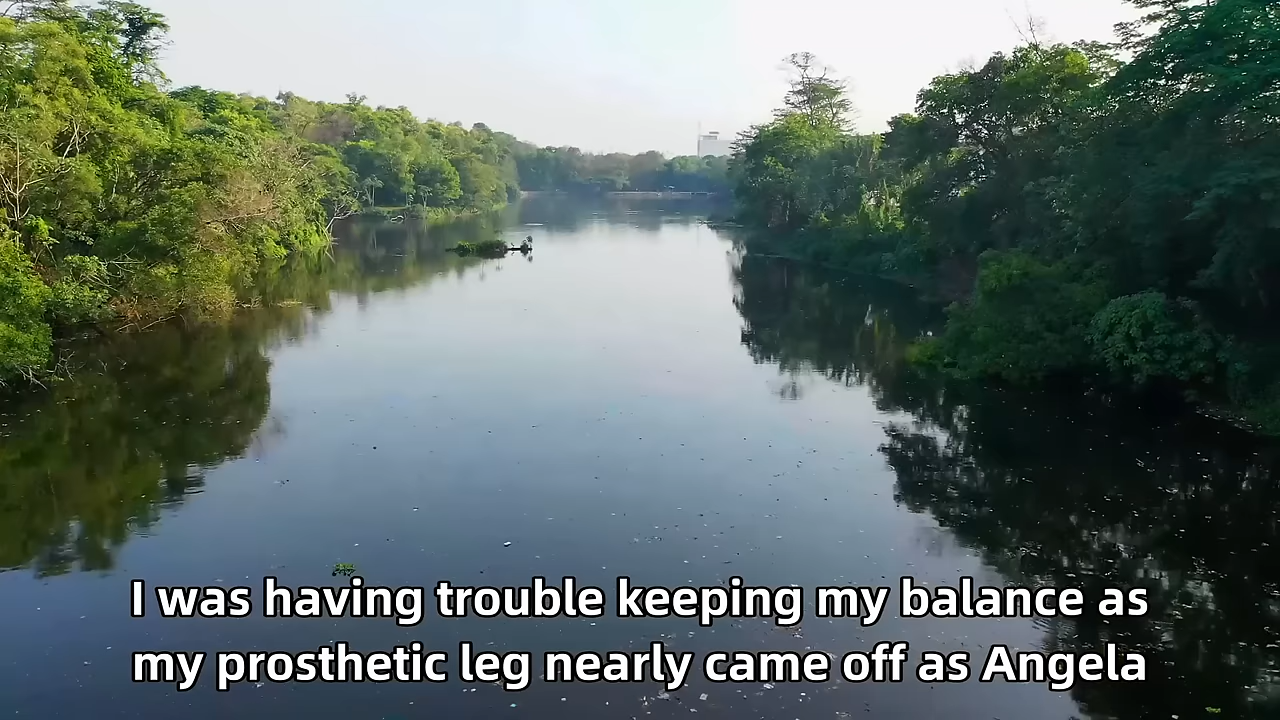 I was having trouble keeping my balance as
my prosthetic leg nearly came off as Angela